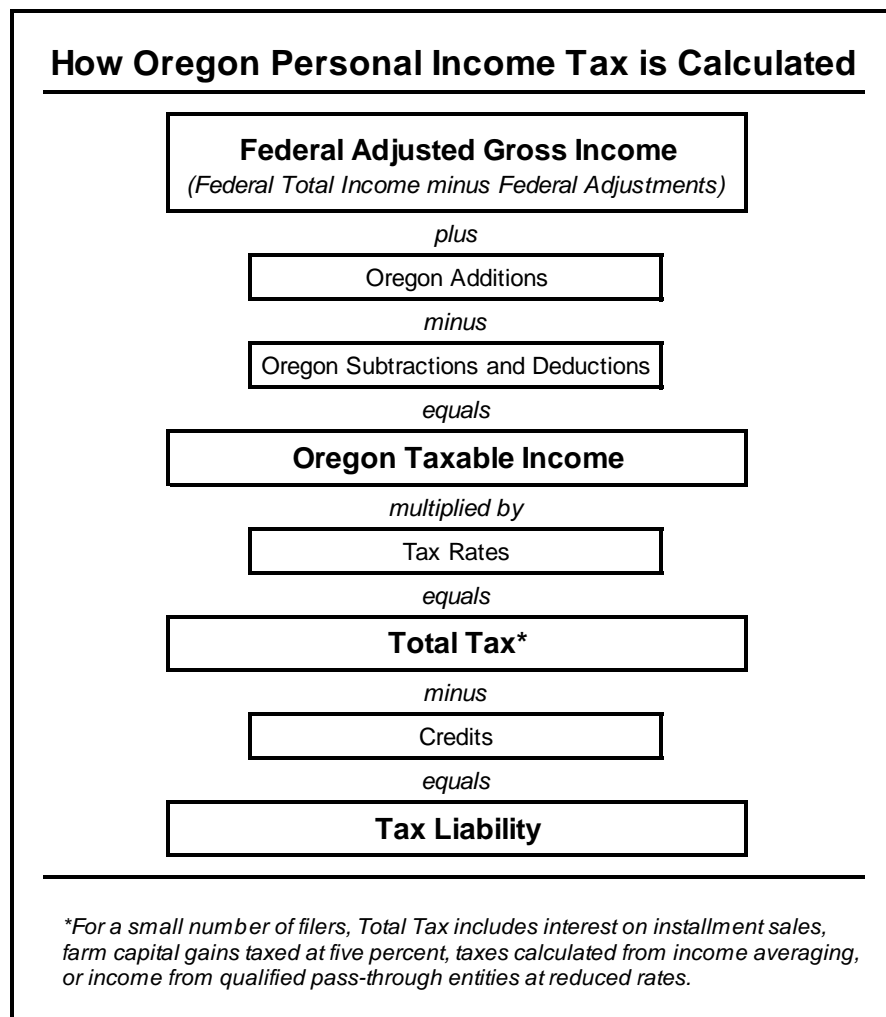 How Oregon Personal Income Tax is Calculated
Federal Adjusted Gross Income
(Federal Total Income minus Federal Adjustments)
plus
Oregon Additions
minus
Oregon Subtractions and Deductions
equals
Oregon Taxable Income
multiplied by
Tax Rates
equals
Total Tax*
minus
Credits
equals
Tax Liability
*For a small number of filers, Total Tax includes interest on installment sales,
farm capital gains taxed at five percent, taxes calculated from income averaging,
or income from qualified pass-through entities at reduced rates.